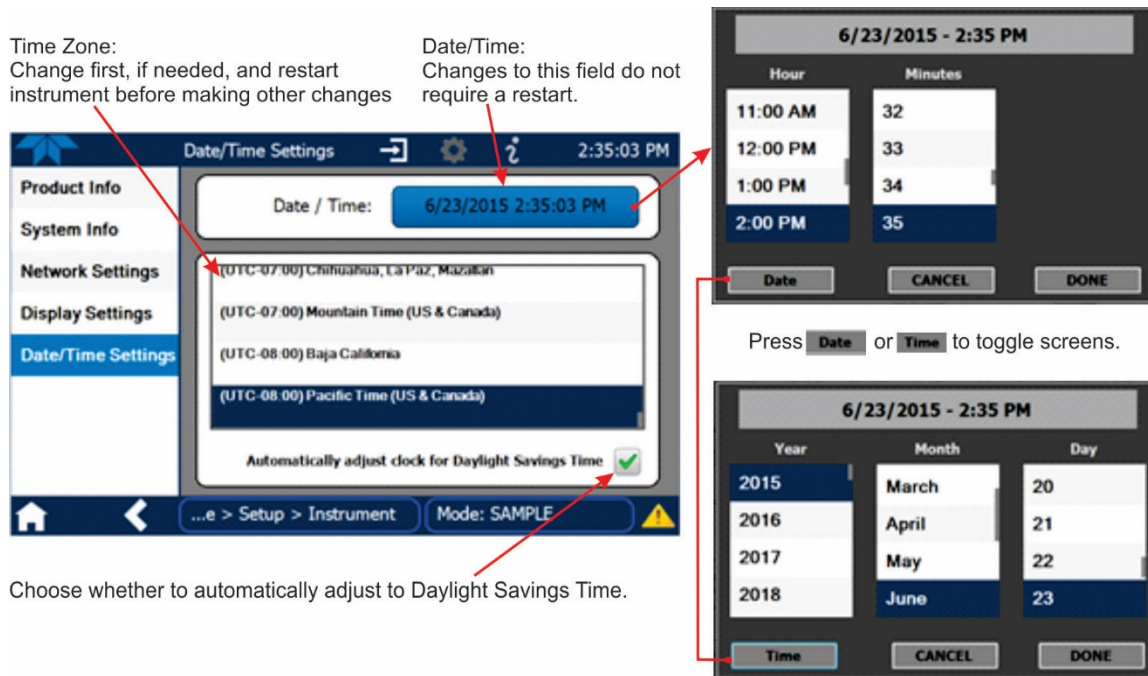 Time Zone:
Change first, if needed, and restart
instrument before making other changes
Date/Time:
Changes to this field do not
require a restart.
Date/Time Settings
2:35:03 PM
Product Info
System Info
Network Settings
Display Settings
Date/Time Settings
Date / Time:
6/23/2015 2:35:03 PM
(UTC-07:00) Chihuahua, La Paz, Mazatlan
(UTC-07:00) Mountain Time (US & Canada)
(UTC-08:00) Baja California
(UTC-08:00) Pacific Time (US & Canada)
Automatically adjust clock for Daylight Savings Time
...e > Setup > Instrument
Mode: SAMPLE
Choose whether to automatically adjust to Daylight Savings Time.
6/23/2015 - 2:35 PM
Hour Minutes
11:00 AM 32
12:00 PM 33
1:00 PM 34
2:00 PM 35
Date CANCEL DONE
Press Date or Time to toggle screens.
6/23/2015 - 2:35 PM
Year Month Day
2015 March 20
2016 April 21
2017 May 22
2018 June 23
Time CANCEL DONE